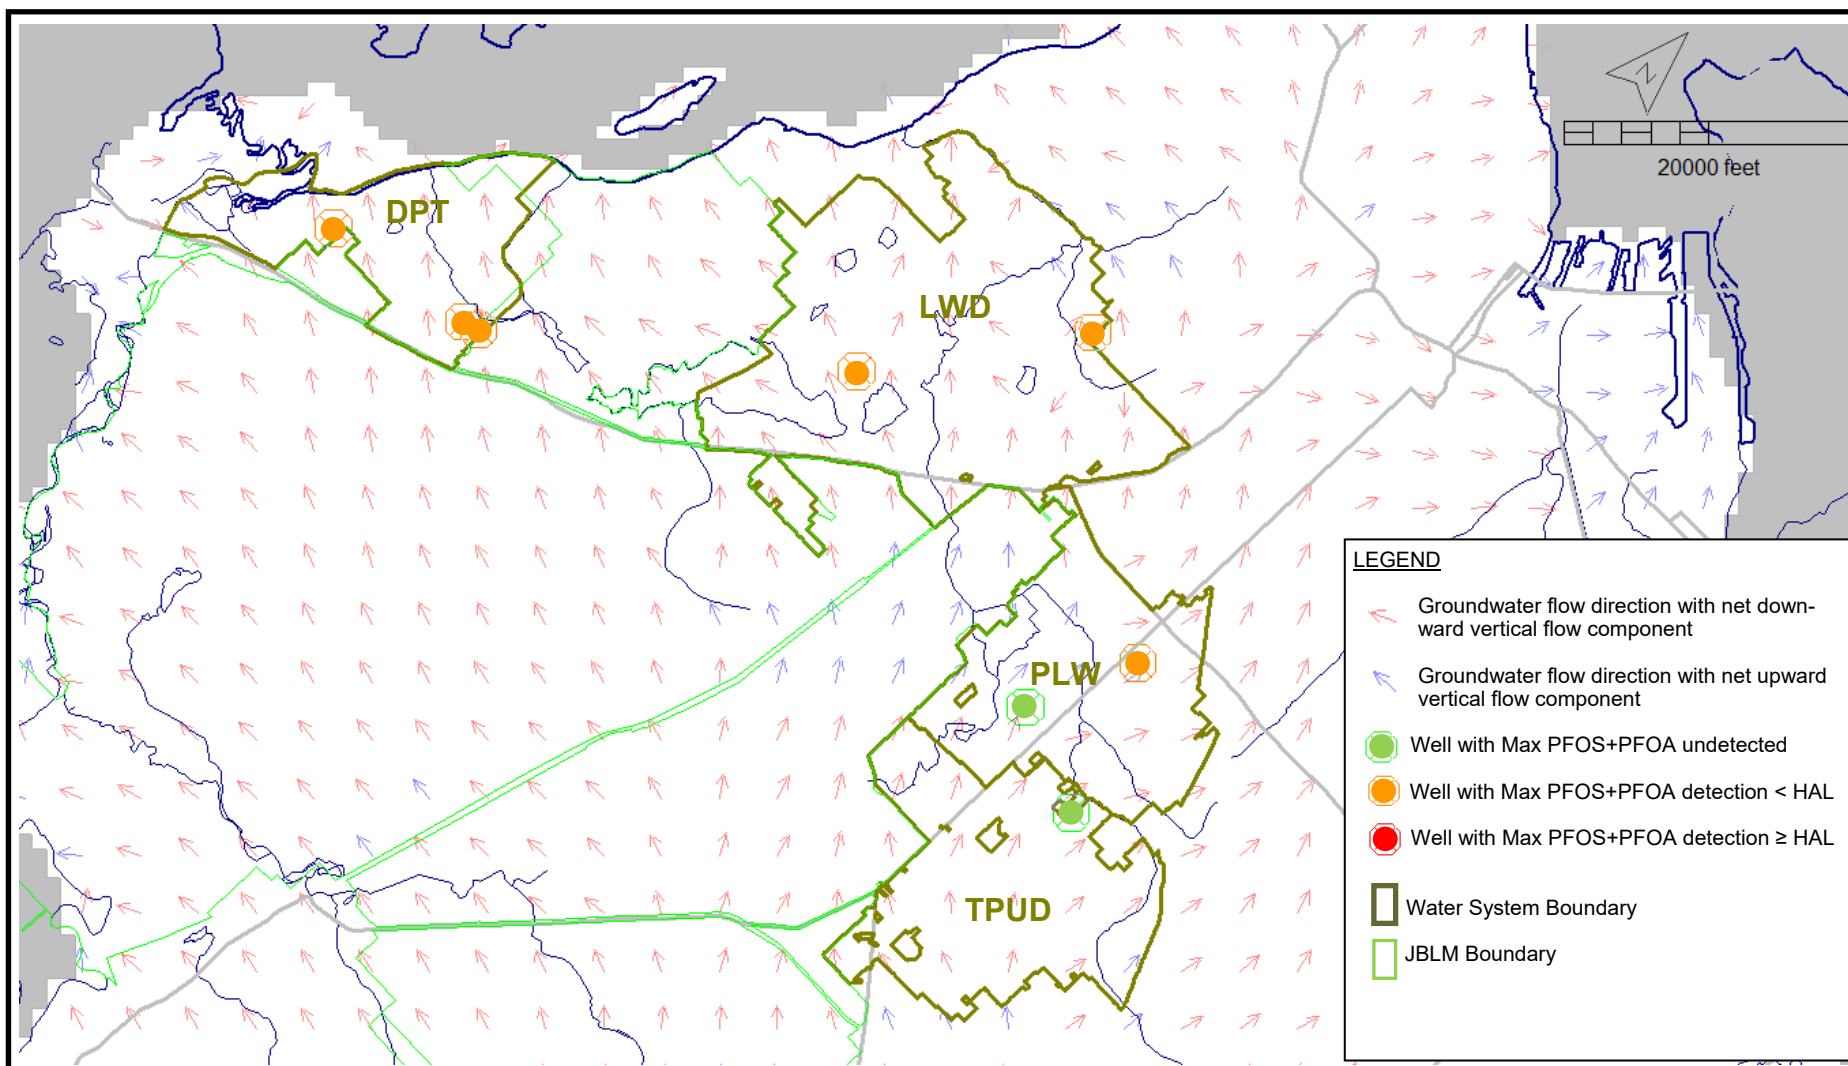 N
20000 feet
DPT
LWD
PLW
TPUD
LEGEND
Groundwater flow direction with net down-
ward vertical flow component
Groundwater flow direction with net upward
vertical flow component
Well with Max PFOS+PFOA undetected
Well with Max PFOS+PFOA detection < HAL
Well with Max PFOS+PFOA detection ≥ HAL
Water System Boundary
JBLM Boundary